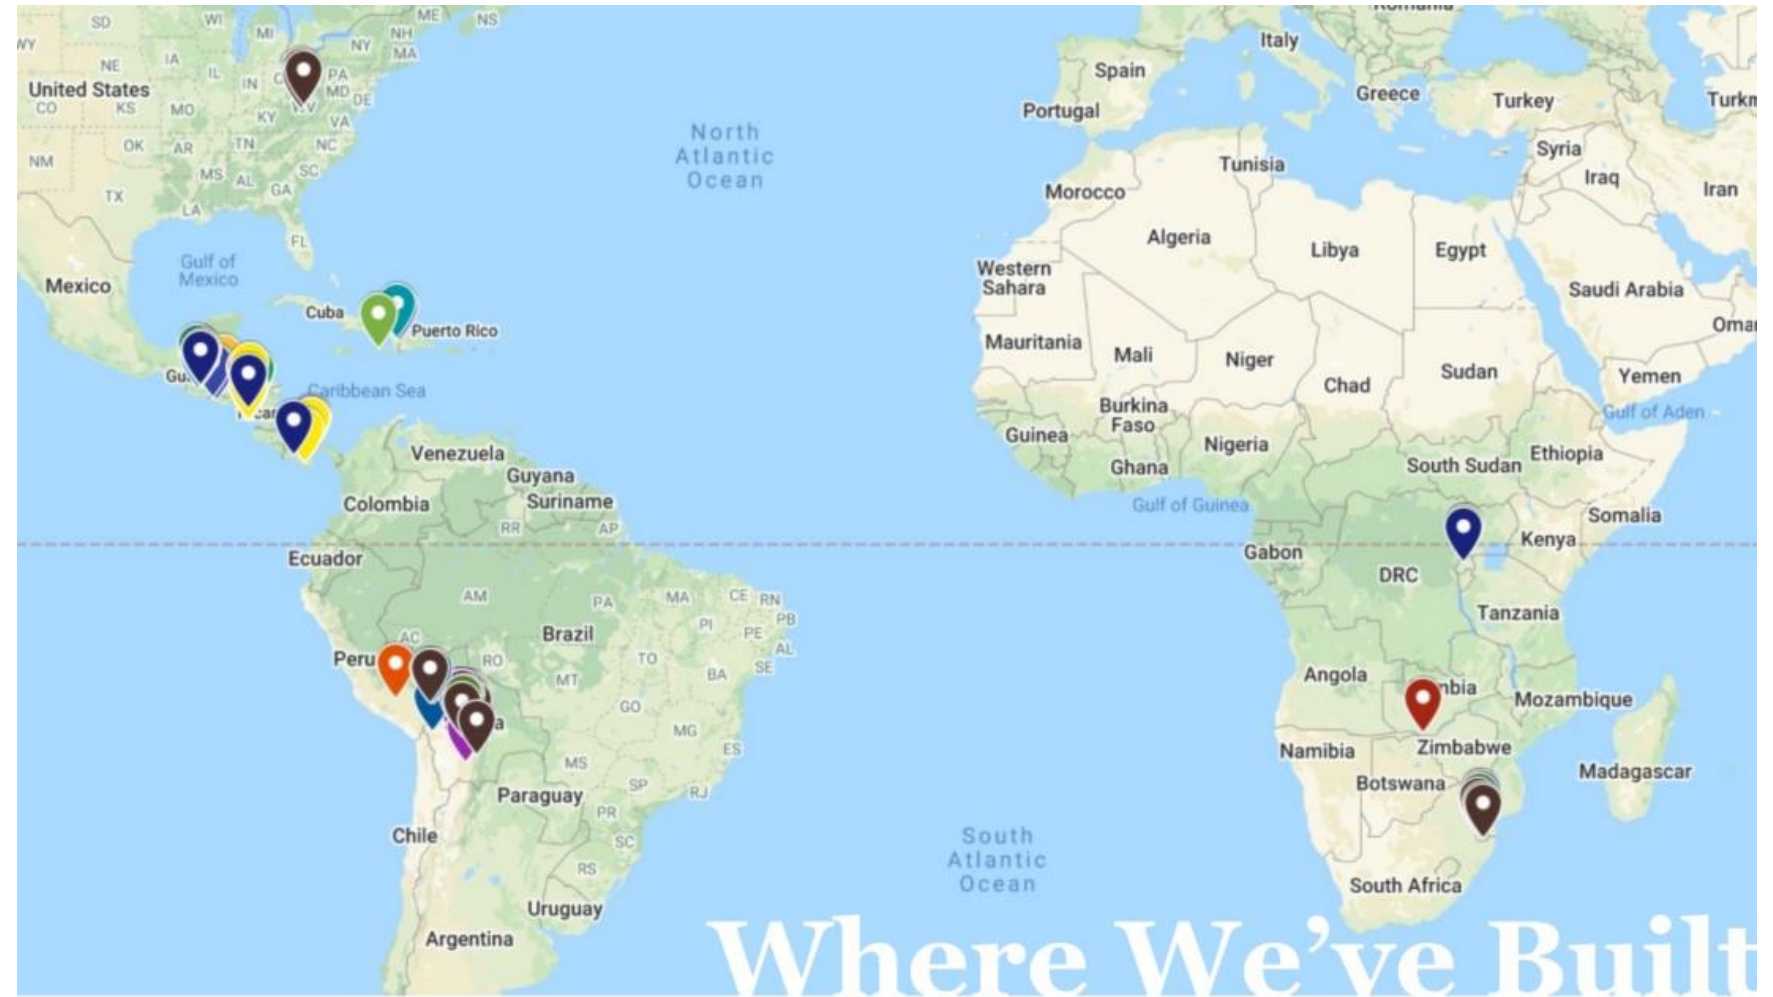 Romania
SD
WI
ME
NS
MI
NH
WY
NY
MA
Italy
NE
IA
IL
IN
PA
MD
DE
Spain
United States
CO
KS
MO
KY
VA
Greece
Turkey
Portugal
OK
AR
TN
NC
North
Atlantic
Ocean
Syria
NM
MS
AL
SC
GA
Tunisia
Iraq
TX
LA
Morocco
Iran
FL
Algeria
Libya
Egypt
Gulf of
Mexico
Western
Sahara
Mexico
Saudi Arabia
Cuba
Puerto Rico
Mauritania
Mali
Niger
Sudan
Chad
Yemen
Caribbean Sea
Burkina
Faso
Gulf of Aden
Guinea
Nigeria
Venezuela
Ghana
South Sudan
Ethiopia
Guyana
Suriname
Colombia
Gulf of Guinea
Somalia
RR
AP
Ecuador
Gabon
Kenya
DRC
AM
PA
MA
CE
RN
PI
PB
PE
Tanzania
AC
Brazil
AL
Peru
RO
TO
SE
MT
BA
Angola
GO
Mozambique
MG
ES
Namibia
Zimbabwe
MS
Botswana
Madagascar
Paraguay
SP
RJ
PR
Chile
SC
South
Atlantic
Ocean
RS
South Africa
Uruguay
Argentina
Where We've Built